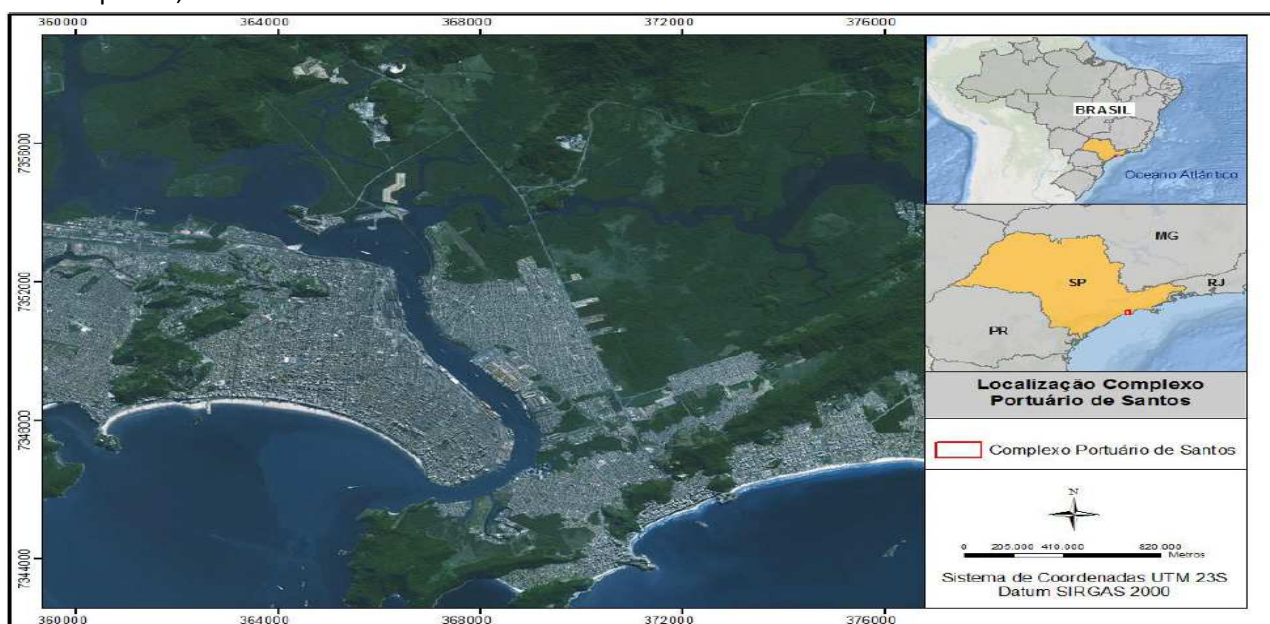 360000 364000 368000 372000 376000
7356000
7352000
7348000
7344000
360000 364000 368000 372000 376000
BRASIL
Oceano Atlântico
MG
SP
RJ
PR
Localização Complexo
Portuário de Santos
Complexo Portuário de Santos
N
0 205.000 410.000 820.000
Metros
Sistema de Coordenadas UTM 23S
Datum SIRGAS 2000